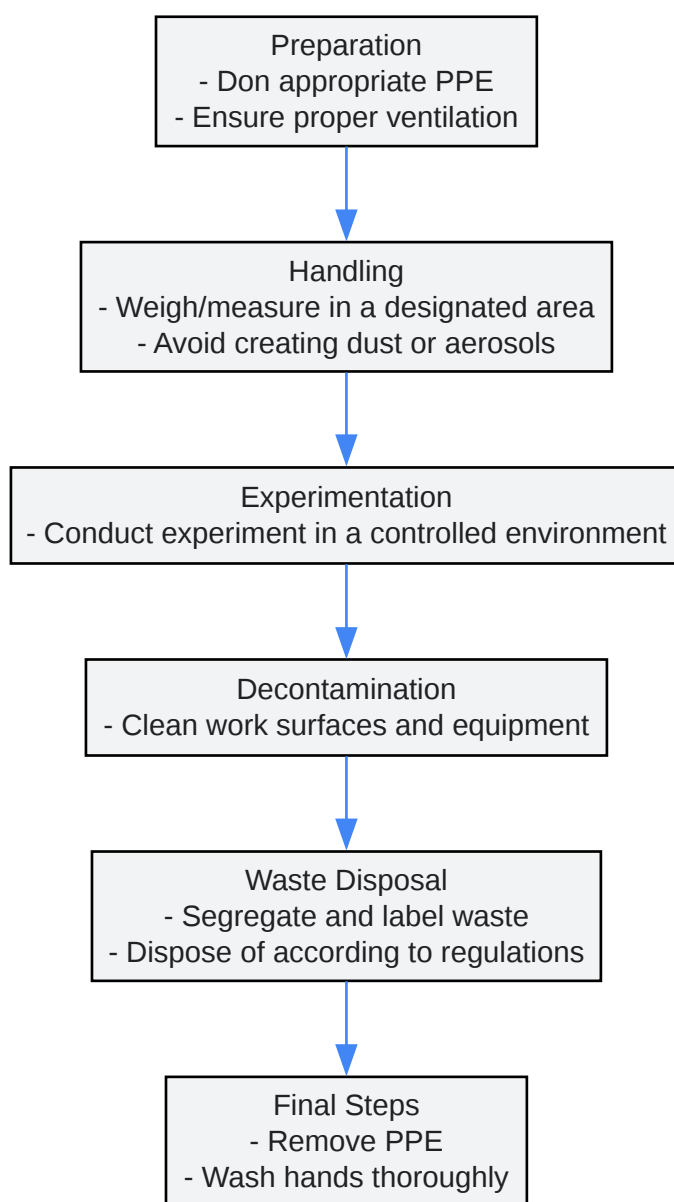 Preparation
- Don appropriate PPE
- Ensure proper ventilation
Handling
- Weigh/measure in a designated area
- Avoid creating dust or aerosols
Experimentation
- Conduct experiment in a controlled environment
Decontamination
- Clean work surfaces and equipment
Waste Disposal
- Segregate and label waste
- Dispose of according to regulations
Final Steps
- Remove PPE
- Wash hands thoroughly